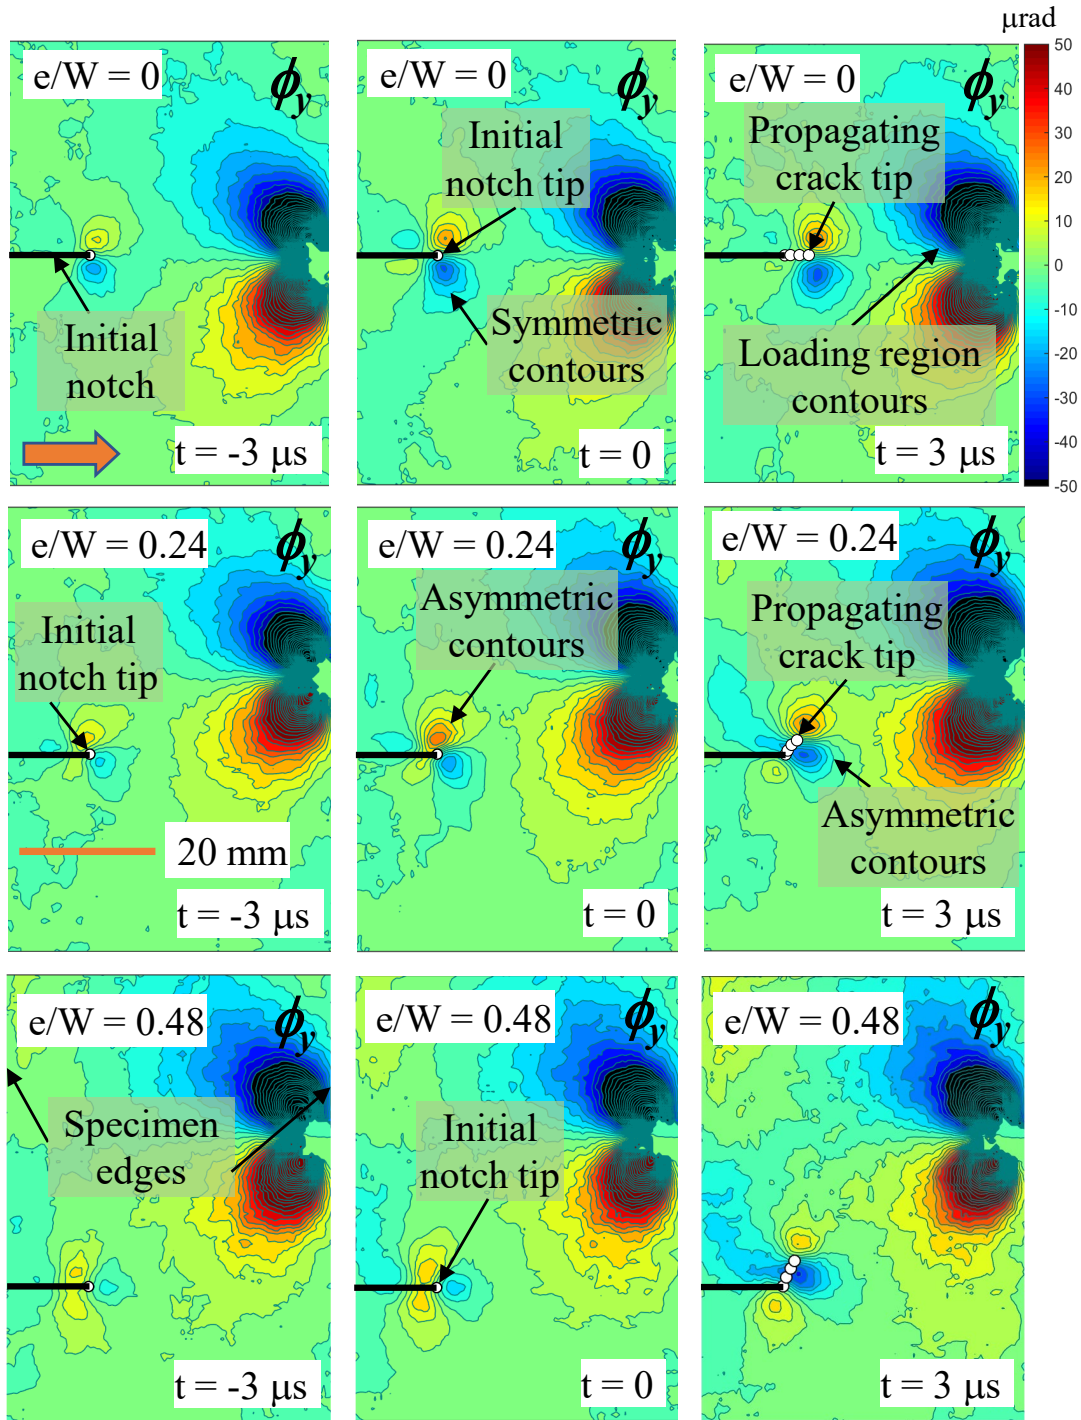 μrad
e/W = 0
ϕy
Initial
notch
t = -3 μs
e/W = 0
ϕy
Initial
notch tip
Symmetric
contours
t = 0
e/W = 0
ϕy
Propagating
crack tip
Loading region
contours
t = 3 μs
50
40
30
20
10
0
-10
-20
-30
-40
-50
e/W = 0.24
ϕy
Initial
notch tip
20 mm
t = -3 μs
e/W = 0.24
ϕy
Asymmetric
contours
t = 0
e/W = 0.24
ϕy
Propagating
crack tip
Asymmetric
contours
t = 3 μs
e/W = 0.48
ϕy
Specimen
edges
t = -3 μs
e/W = 0.48
ϕy
Initial
notch tip
t = 0
e/W = 0.48
ϕy
t = 3 μs